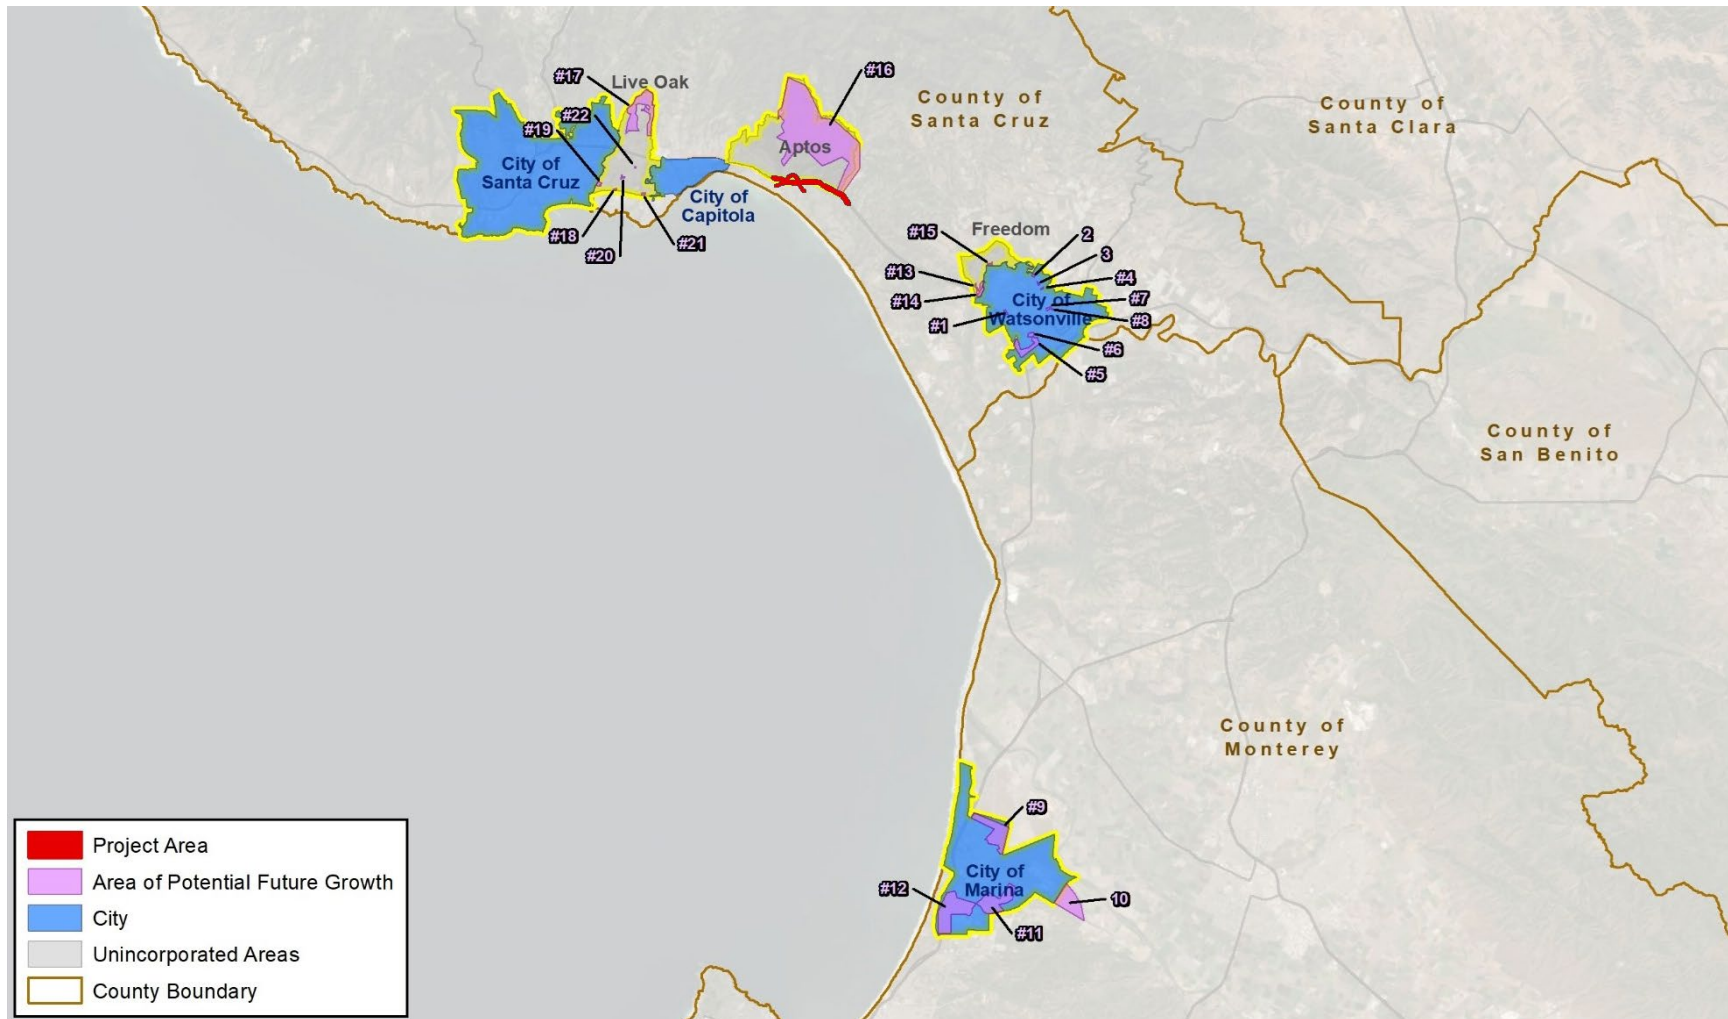 #17
Live Oak
#16
#22
#19
County of
Santa Cruz
County of
Santa Clara
City of
Santa Cruz
Aptos
City of
Capitola
#18
#21
#20
Freedom
#15
2
3
#13
#4
#14
City of
Watsonville
#7
#1
#8
#6
#5
County of
San Benito
County of
Monterey
#9
City of
Marina
#12
10
#11
Project Area
Area of Potential Future Growth
City
Unincorporated Areas
County Boundary